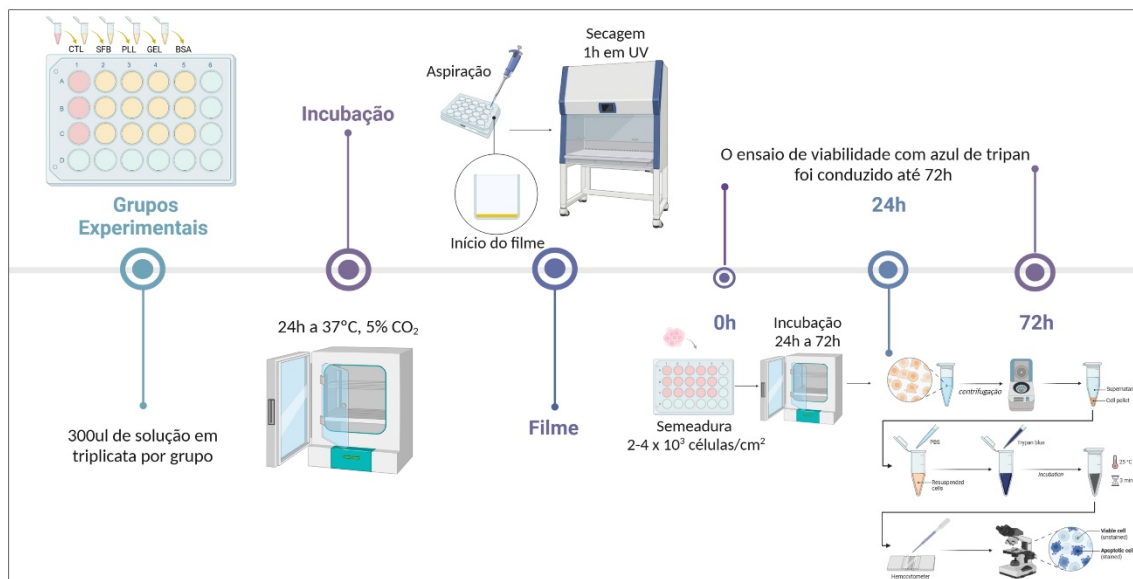 CTL SFB PLL GEL BSA
1 2 3 4 5 6
A
B
C
D
Grupos
Experimentais
300ul de solução em
triplicata por grupo
Incubação
24h a 37°C, 5% CO₂
Aspiração
Secagem
1h em UV
Início do filme
Filme
O ensaio de viabilidade com azul de tripan
foi conduzido até 72h
0h
24h
72h
Semeadura
2-4 x 10³ células/cm²
Incubação
24h a 72h
centrifugação
Supernatan
Cell pellet
PBS
Trypan blue
Resuspended
cells
Incubation
25 °C
3 min
Hemocytometer
Viable cell
(unstained)
Apoptotic cell
(stained)